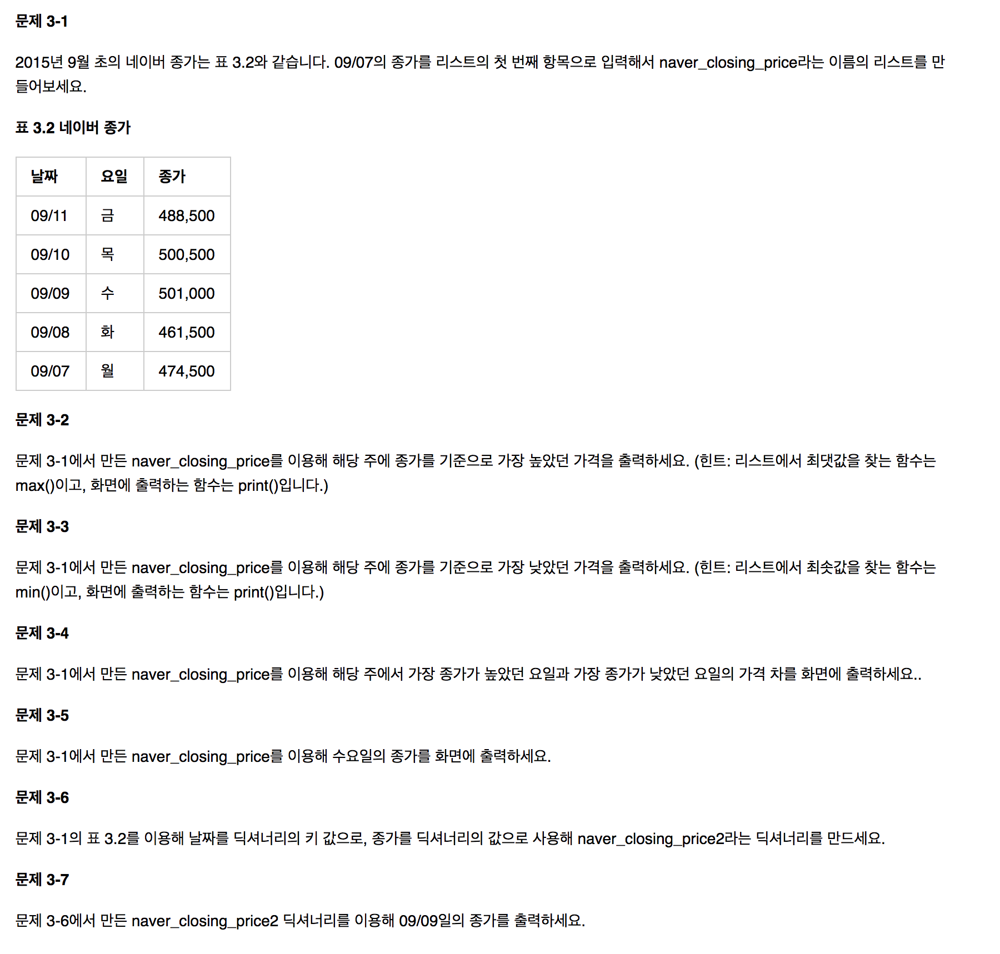 문제 3-1
2015년 9월 초의 네이버 종가는 표 3.2와 같습니다. 09/07의 종가를 리스트의 첫 번째 항목으로 입력해서 naver_closing_price라는 이름의 리스트를 만
들어보세요.
표 3.2 네이버 종가
날짜 요일 종가
09/11 금 488,500
09/10 목 500,500
09/09 수 501,000
09/08 화 461,500
09/07 월 474,500
문제 3-2
문제 3-1에서 만든 naver_closing_price를 이용해 해당 주에 종가를 기준으로 가장 높았던 가격을 출력하세요. (힌트: 리스트에서 최댓값을 찾는 함수는
max()이고, 화면에 출력하는 함수는 print()입니다.)
문제 3-3
문제 3-1에서 만든 naver_closing_price를 이용해 해당 주에 종가를 기준으로 가장 낮았던 가격을 출력하세요. (힌트: 리스트에서 최솟값을 찾는 함수는
min()이고, 화면에 출력하는 함수는 print()입니다.)
문제 3-4
문제 3-1에서 만든 naver_closing_price를 이용해 해당 주에서 가장 종가가 높았던 요일과 가장 종가가 낮았던 요일의 가격 차를 화면에 출력하세요..
문제 3-5
문제 3-1에서 만든 naver_closing_price를 이용해 수요일의 종가를 화면에 출력하세요.
문제 3-6
문제 3-1의 표 3.2를 이용해 날짜를 딕셔너리의 키 값으로, 종가를 딕셔너리의 값으로 사용해 naver_closing_price2라는 딕셔너리를 만드세요.
문제 3-7
문제 3-6에서 만든 naver_closing_price2 딕셔너리를 이용해 09/09일의 종가를 출력하세요.